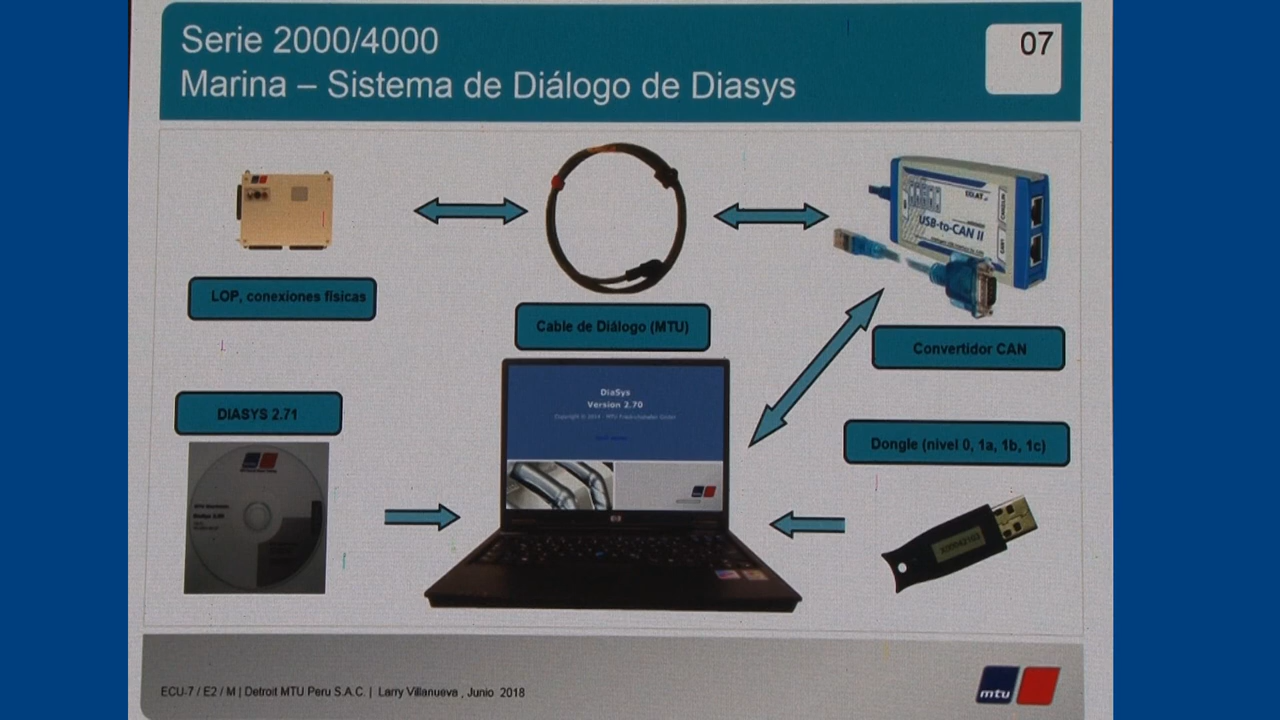 Serie 2000/4000
07
Marina – Sistema de Diálogo de Diasys
LOP, conexiones físicas
Cable de Diálogo (MTU)
USB-to-CAN II
Convertidor CAN
DIASYS 2.71
DiaSys
Version 2.70
Dongle (nivel 0, 1a, 1b, 1c)
ECU-7 / E2 / M | Detroit MTU Peru S.A.C. | Larry Villanueva , Junio 2018
mtu